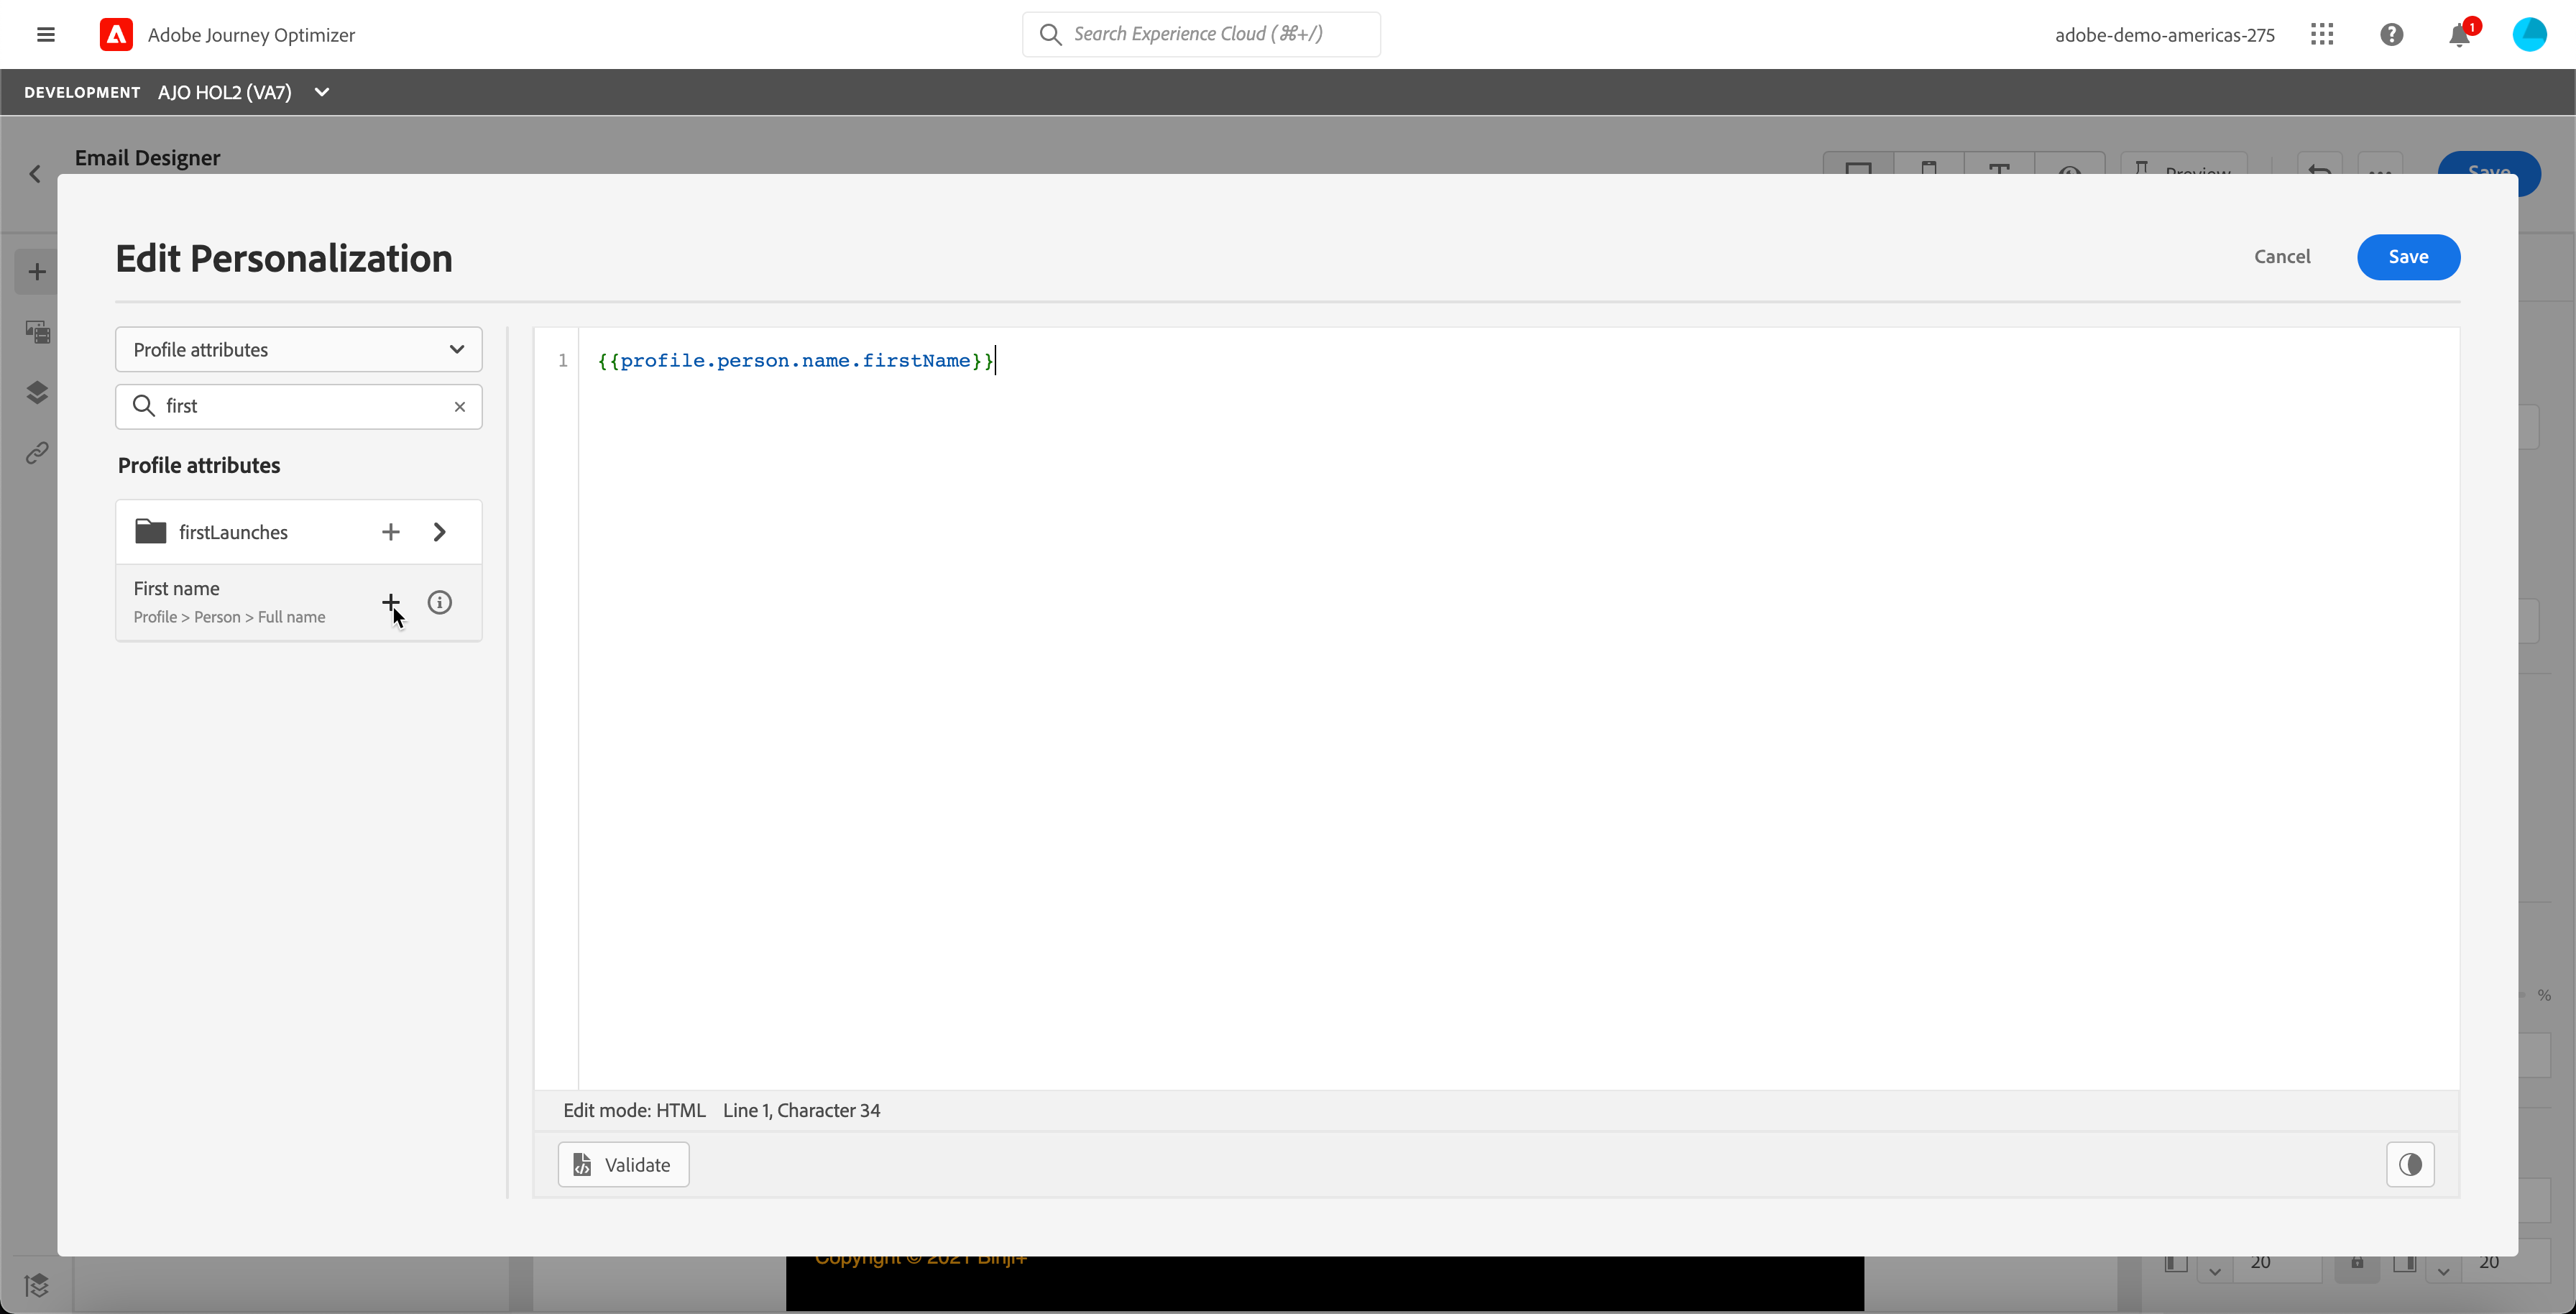 Adobe Journey Optimizer
Search Experience Cloud (⌘+/)
adobe-demo-americas-275
1
DEVELOPMENT AJO HOL2 (VA7)
Email Designer
Preview
Save
Edit Personalization
Cancel
Save
Profile attributes
first
Profile attributes
firstLaunches
First name
Profile > Person > Full name
1 {{profile.person.name.firstName}}
%
Edit mode: HTML Line 1, Character 34
Validate
Copyright © 2021 Binji+
20
20